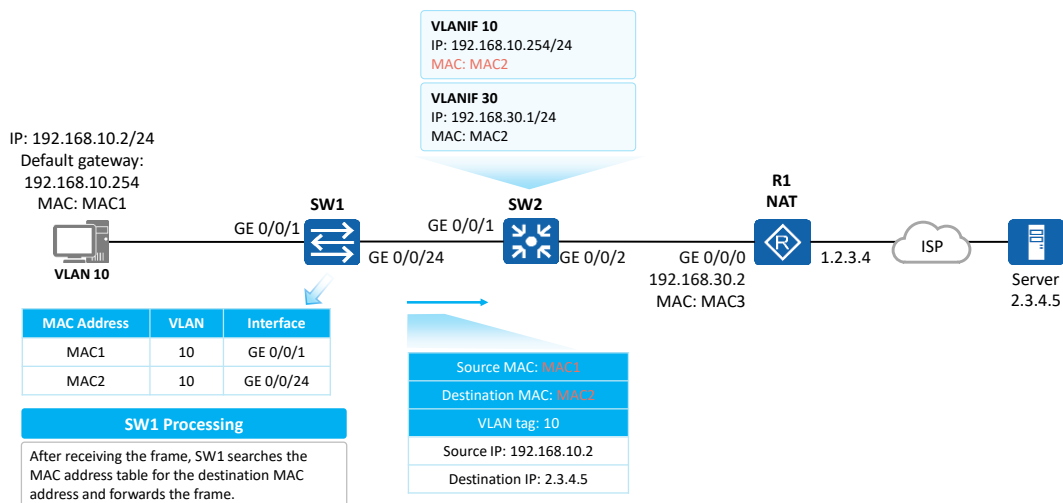 VLANIF 10
IP: 192.168.10.254/24
MAC: MAC2
VLANIF 30
IP: 192.168.30.1/24
MAC: MAC2
IP: 192.168.10.2/24
Default gateway:
192.168.10.254
MAC: MAC1
VLAN 10
GE 0/0/1
SW1
GE 0/0/24
GE 0/0/1
SW2
GE 0/0/2
R1
NAT
GE 0/0/0
192.168.30.2
MAC: MAC3
R
1.2.3.4
ISP
Server
2.3.4.5
MAC Address VLAN Interface
MAC1 10 GE 0/0/1
MAC2 10 GE 0/0/24
SW1 Processing
After receiving the frame, SW1 searches the
MAC address table for the destination MAC
address and forwards the frame.
Source MAC: MAC1
Destination MAC: MAC2
VLAN tag: 10
Source IP: 192.168.10.2
Destination IP: 2.3.4.5